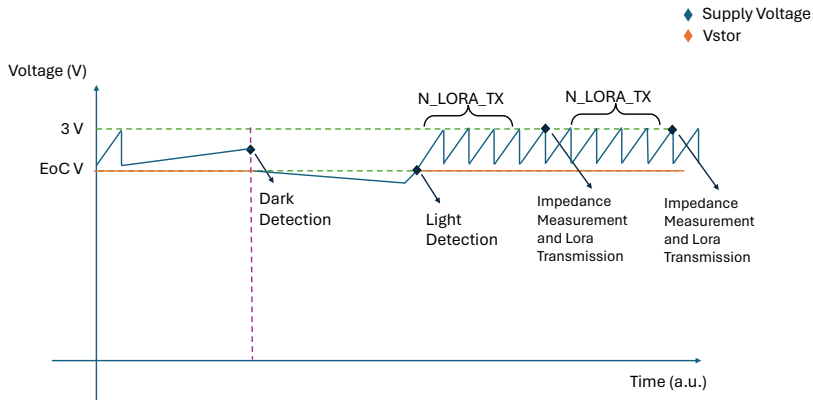 Supply Voltage
Vstor
Voltage (V)
N_LORA_TX
N_LORA_TX
3 V
EoC V
Dark
Detection
Light
Detection
Impedance
Measurement
and Lora
Transmission
Impedance
Measurement
and Lora
Transmission
Time (a.u.)